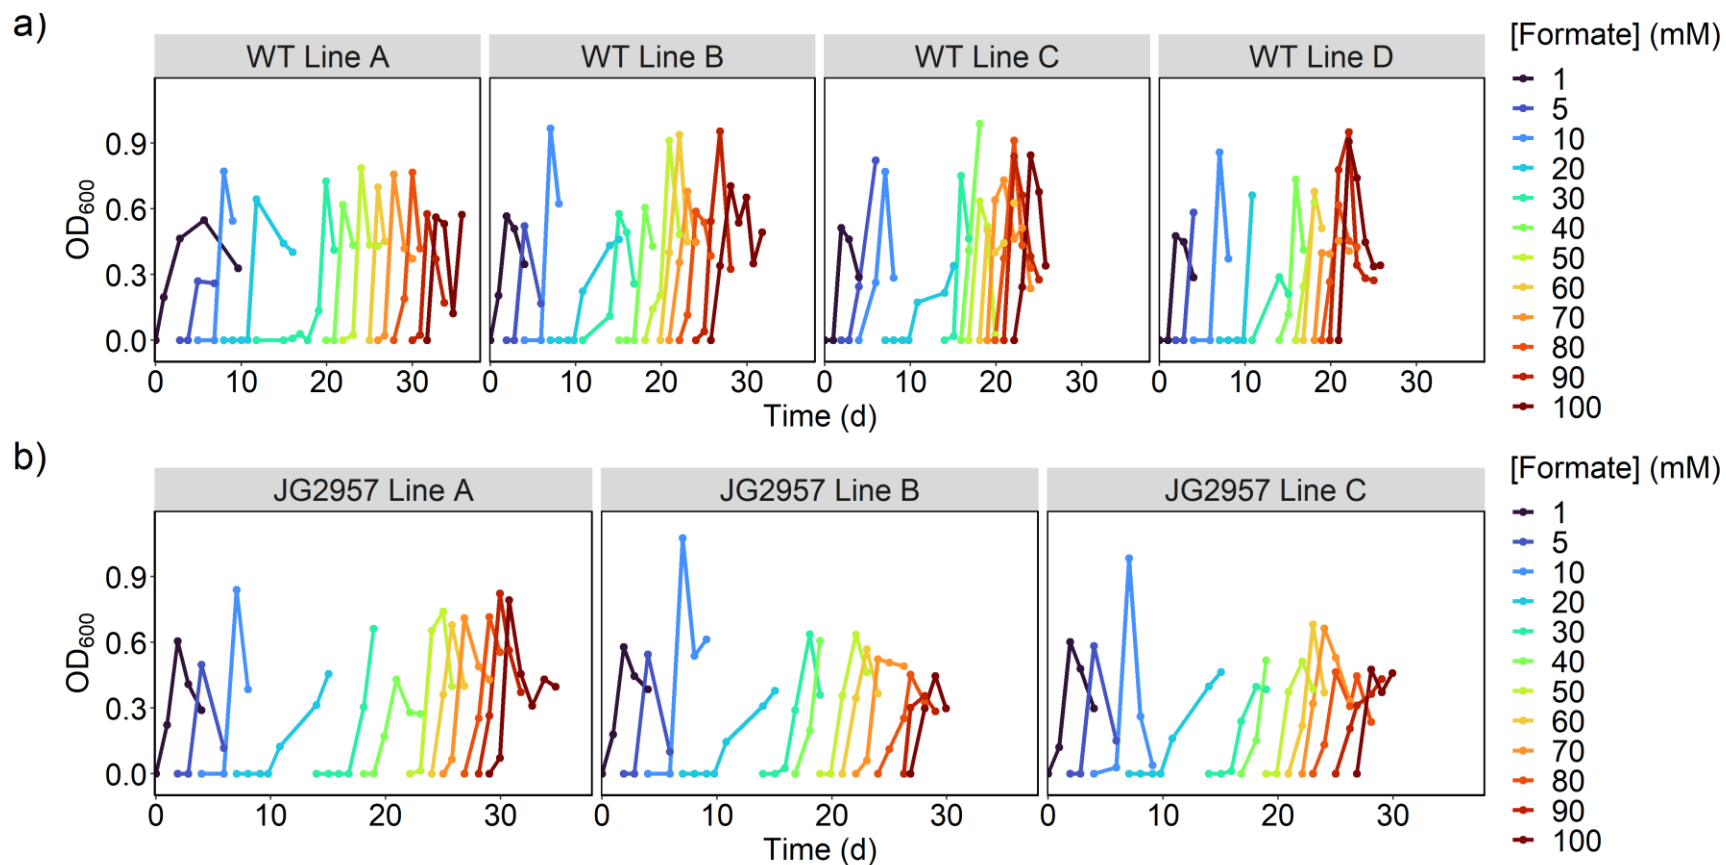 a)
WT Line A
WT Line B
WT Line C
WT Line D
OD600
0.9
0.6
0.3
0.0
0 10 20 30
0 10 20 30
0 10 20 30
0 10 20 30
Time (d)
[Formate] (mM)
1
5
10
20
30
40
50
60
70
80
90
100
b)
JG2957 Line A
JG2957 Line B
JG2957 Line C
OD600
0.9
0.6
0.3
0.0
0 10 20 30
0 10 20 30
0 10 20 30
Time (d)
[Formate] (mM)
1
5
10
20
30
40
50
60
70
80
90
100